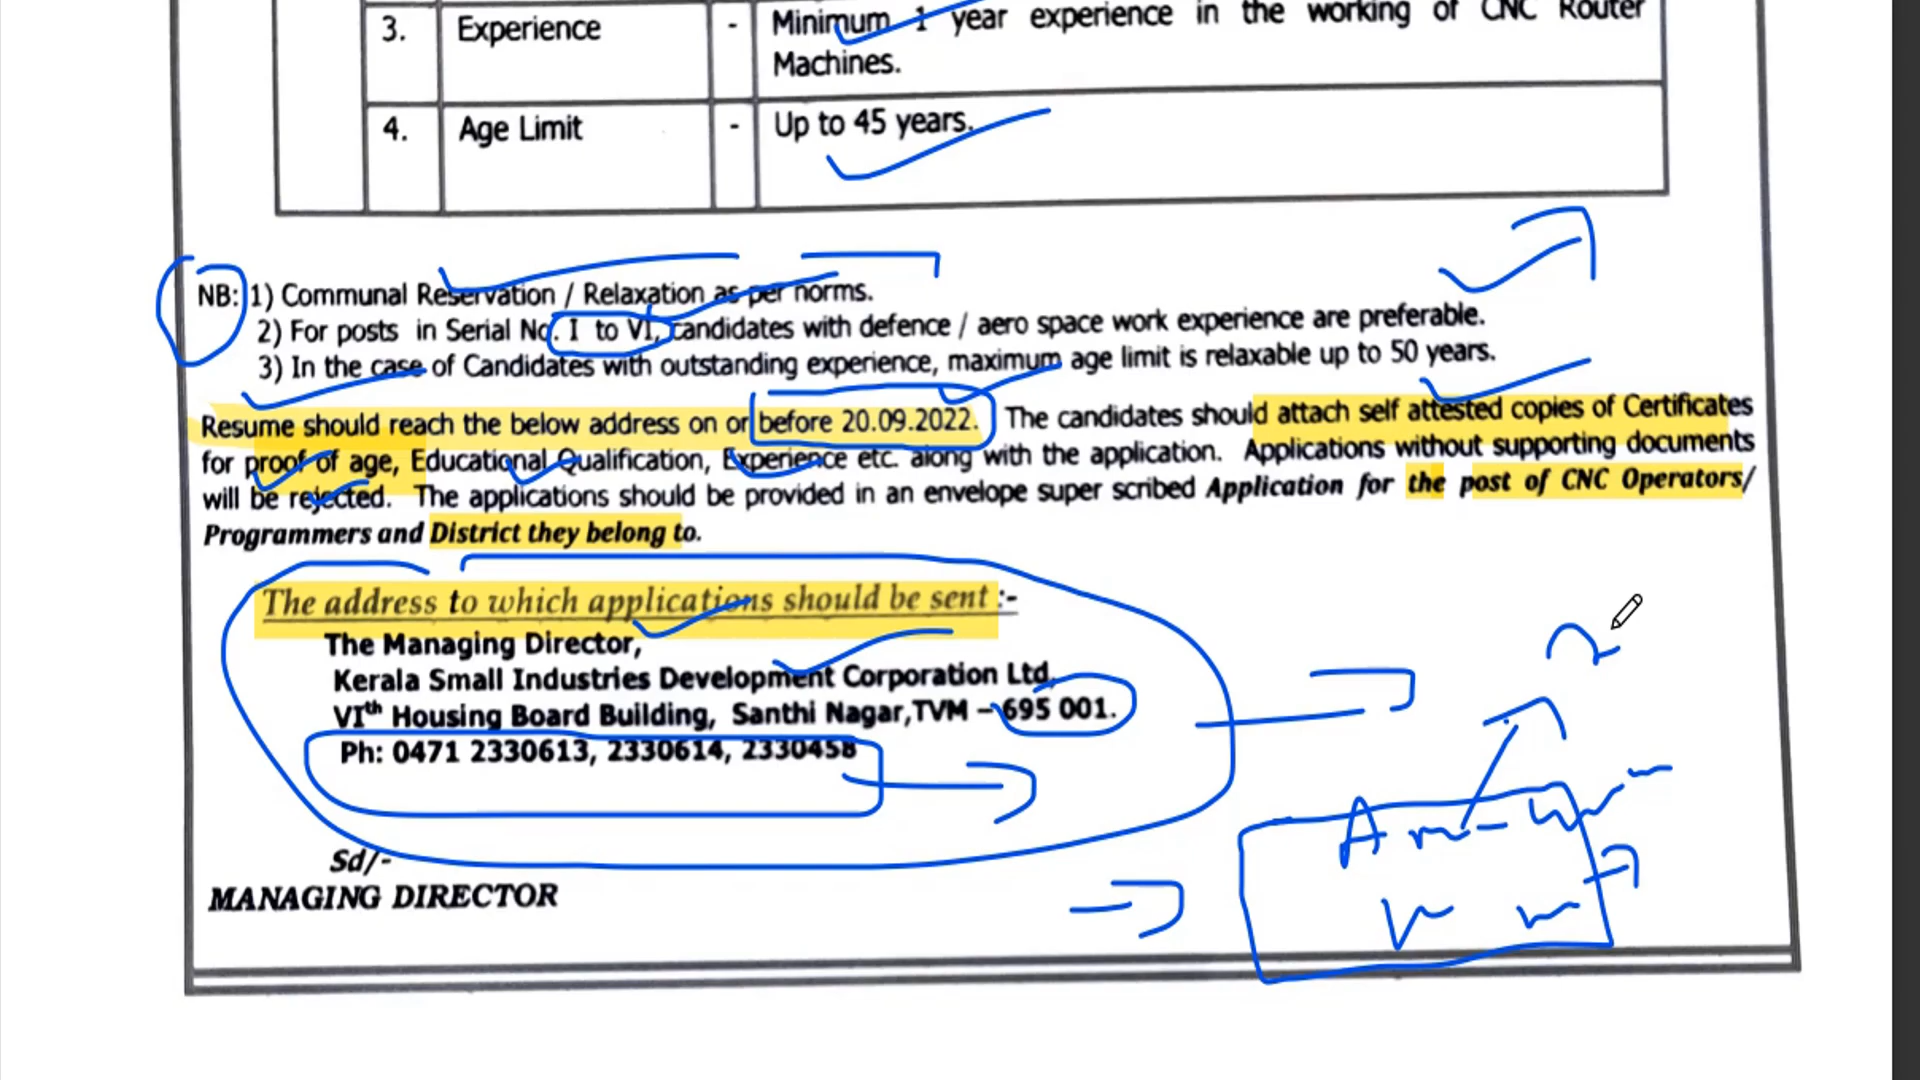 3. Experience - Minimum 1 year experience in the working of CNC Router
Machines.
4. Age Limit - Up to 45 years.
NB: 1) Communal Reservation / Relaxation as per norms.
2) For posts in Serial No. I to VI, candidates with defence / aero space work experience are preferable.
3) In the case of Candidates with outstanding experience, maximum age limit is relaxable up to 50 years.
Resume should reach the below address on or before 20.09.2022. The candidates should attach self attested copies of Certificates
for proof of age, Educational Qualification, Experience etc. along with the application. Applications without supporting documents
will be rejected. The applications should be provided in an envelope super scribed Application for the post of CNC Operators/
Programmers and District they belong to.
The address to which applications should be sent :-
The Managing Director,
Kerala Small Industries Development Corporation Ltd,
VIth Housing Board Building, Santhi Nagar,TVM – 695 001.
Ph: 0471 2330613, 2330614, 2330458
Sd/-
MANAGING DIRECTOR